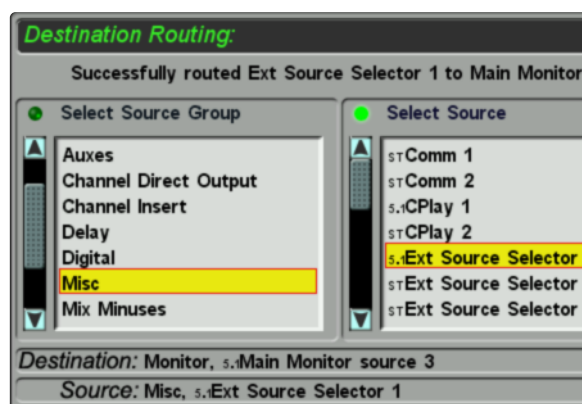 Destination Routing:
Successfully routed Ext Source Selector 1 to Main Monitor
Select Source Group
Auxes
Channel Direct Output
Channel Insert
Delay
Digital
Misc
Mix Minuses
Select Source
STComm 1
STComm 2
5.1CPlay 1
STCPlay 2
5.1Ext Source Selector
STExt Source Selector
STExt Source Selector
Destination: Monitor, 5.1Main Monitor source 3
Source: Misc, 5.1Ext Source Selector 1